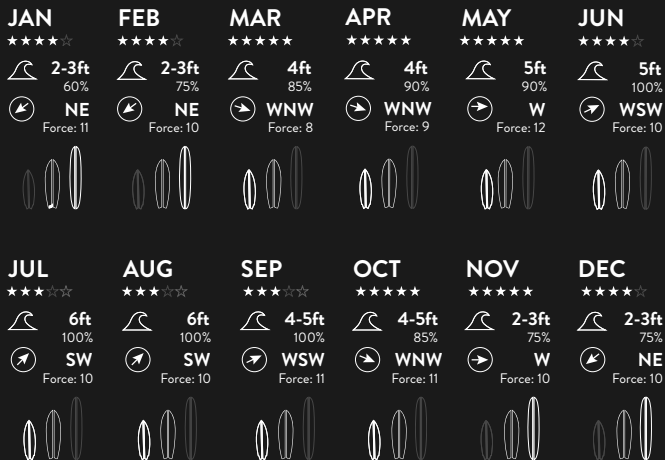 JAN
★★★★☆
2-3ft
60%
NE
Force: 11
FEB
★★★★☆
2-3ft
75%
NE
Force: 10
MAR
★★★★★
4ft
85%
WNW
Force: 8
APR
★★★★★
4ft
90%
WNW
Force: 9
MAY
★★★★★
5ft
90%
W
Force: 12
JUN
★★★★☆
5ft
100%
WSW
Force: 10
JUL
★★★☆☆
6ft
100%
SW
Force: 10
AUG
★★★☆☆
6ft
100%
SW
Force: 10
SEP
★★★☆☆
4-5ft
100%
WSW
Force: 11
OCT
★★★★★
4-5ft
85%
WNW
Force: 11
NOV
★★★★★
2-3ft
75%
W
Force: 10
DEC
★★★★☆
2-3ft
75%
NE
Force: 10